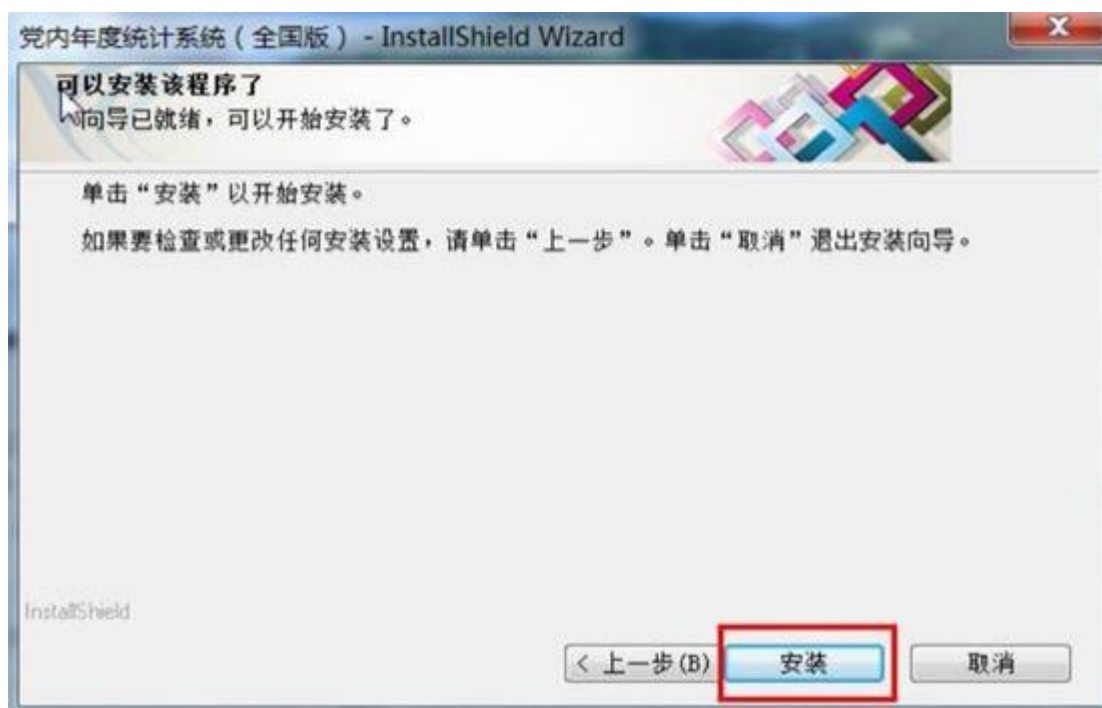 党内年度统计系统（全国版） - InstallShield Wizard
可以安装该程序了
向导已就绪，可以开始安装了。
单击“安装”以开始安装。
如果要检查或更改任何安装设置，请单击“上一步”。单击“取消”退出安装向导。
InstallShield
< 上一步(B) 安装 取消